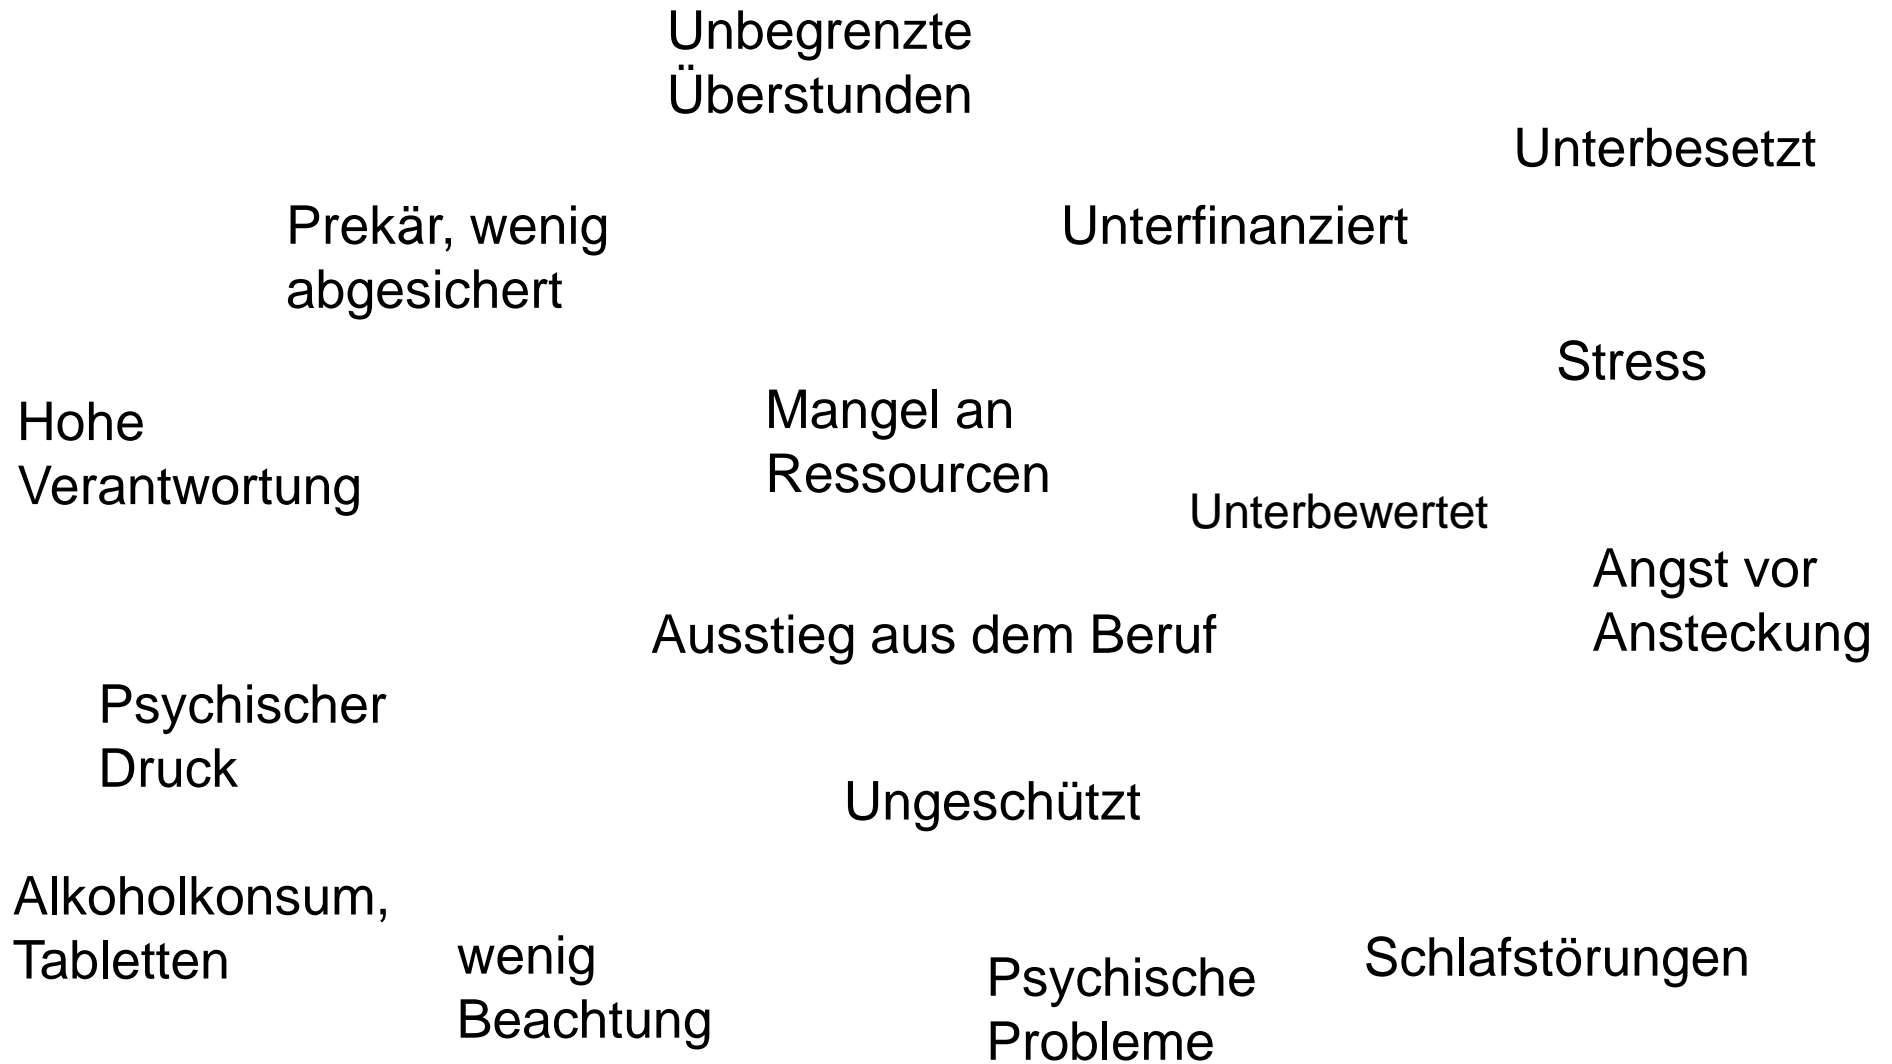 Unbegrenzte
Überstunden
Unterbesetzt
Prekär, wenig
abgesichert
Unterfinanziert
Stress
Hohe
Verantwortung
Mangel an
Ressourcen
Unterbewertet
Angst vor
Ansteckung
Ausstieg aus dem Beruf
Psychischer
Druck
Ungeschützt
Alkoholkonsum,
Tabletten
wenig
Beachtung
Psychische
Probleme
Schlafstörungen